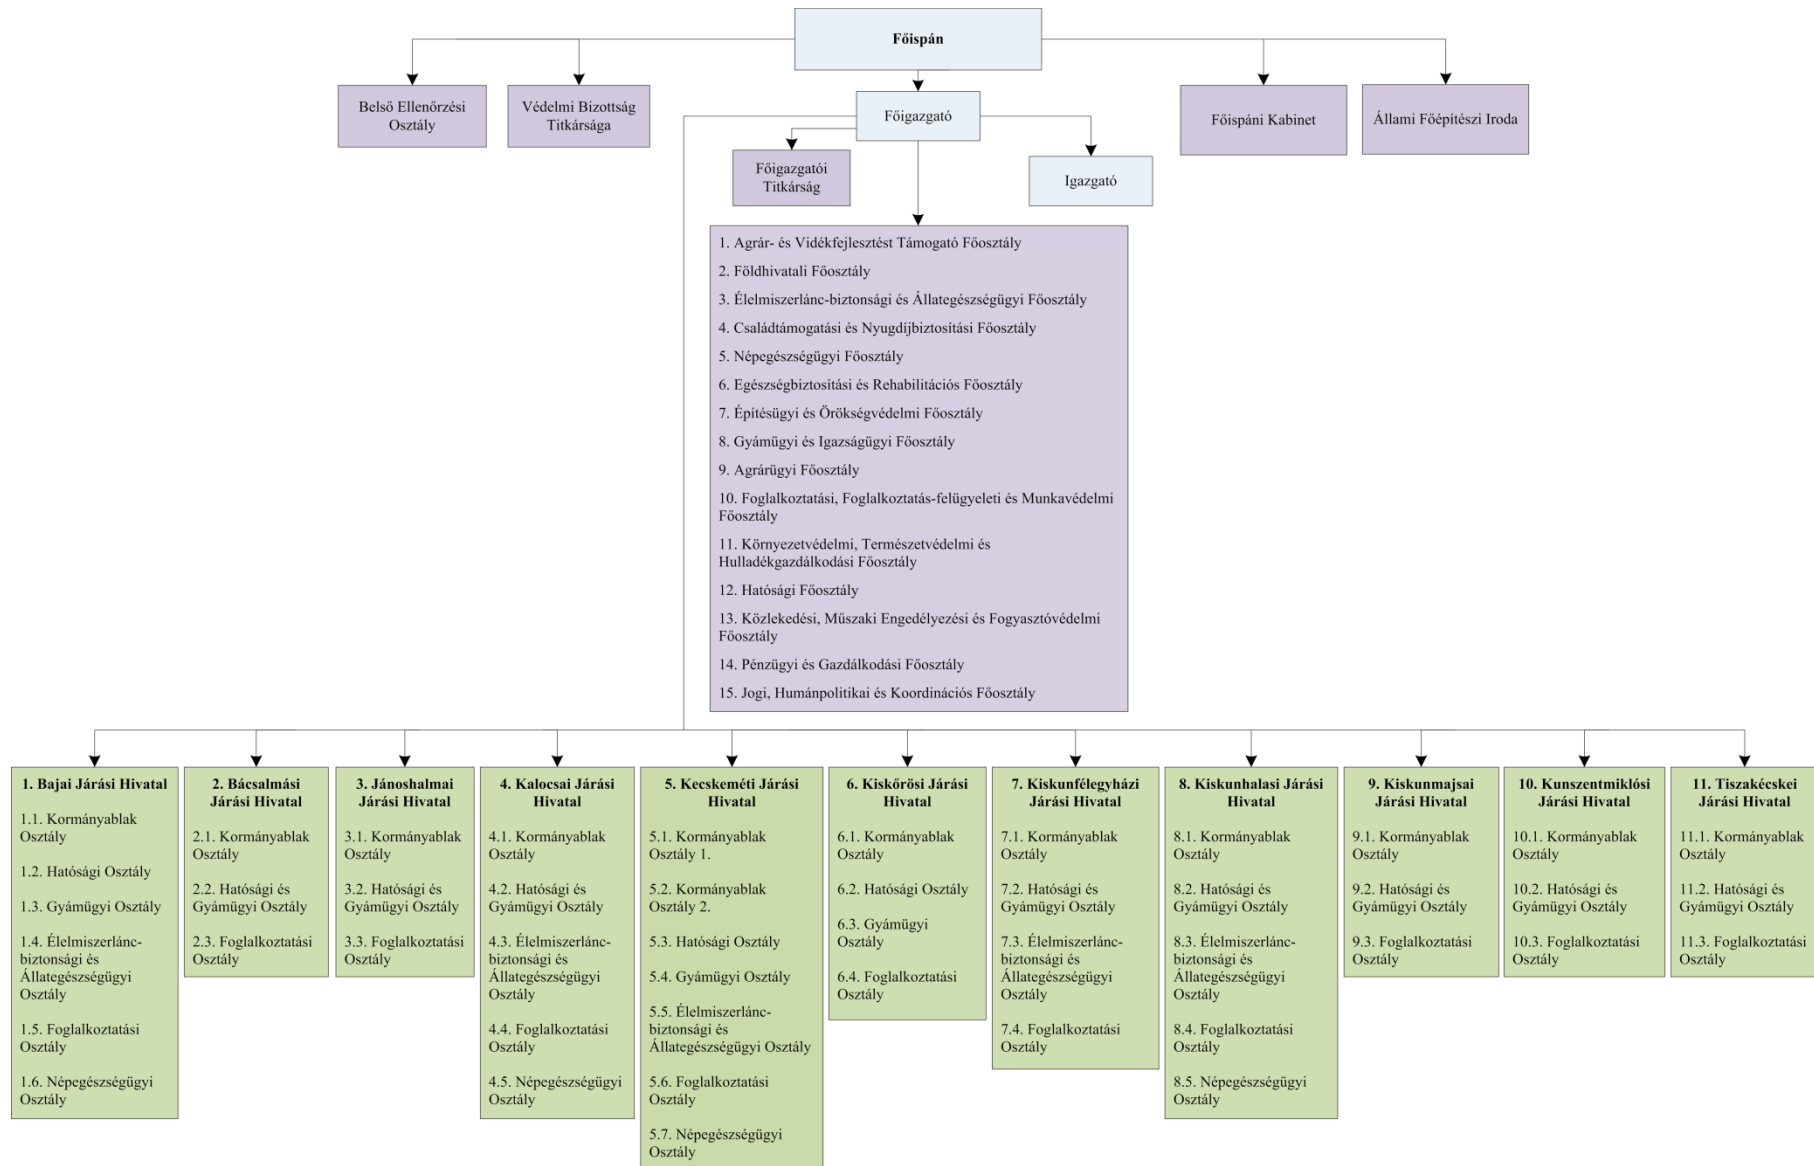 Főispán
Belső Ellenőrzési
Osztály
Védelmi Bizottság
Titkársága
Főigazgató
Főispáni Kabinet
Állami Főépítészi Iroda
Főigazgatói
Titkárság
Igazgató
1. Agrár- és Vidékfejlesztést Támogató Főosztály
2. Földhivatali Főosztály
3. Élelmiszerlánc-biztonsági és Állategészségügyi Főosztály
4. Családtámogatási és Nyugdíjbiztosítási Főosztály
5. Népegészségügyi Főosztály
6. Egészségbiztosítási és Rehabilitációs Főosztály
7. Építésügyi és Örökségvédelmi Főosztály
8. Gyámügyi és Igazságügyi Főosztály
9. Agrárügyi Főosztály
10. Foglalkoztatási, Foglalkoztatás-felügyeleti és Munkavédelmi
Főosztály
11. Környezetvédelmi, Természetvédelmi és
Hulladékgazdálkodási Főosztály
12. Hatósági Főosztály
13. Közlekedési, Műszaki Engedélyezési és Fogyasztóvédelmi
Főosztály
14. Pénzügyi és Gazdálkodási Főosztály
15. Jogi, Humánpolitikai és Koordinációs Főosztály
1. Bajai Járási Hivatal
1.1. Kormányablak
Osztály
1.2. Hatósági Osztály
1.3. Gyámügyi Osztály
1.4. Élelmiszerlánc-
biztonsági és
Állategészségügyi
Osztály
1.5. Foglalkoztatási
Osztály
1.6. Népegészségügyi
Osztály
2. Bácsalmási
Járási Hivatal
2.1. Kormányablak
Osztály
2.2. Hatósági és
Gyámügyi Osztály
2.3. Foglalkoztatási
Osztály
3. Jánoshalmai
Járási Hivatal
3.1. Kormányablak
Osztály
3.2. Hatósági és
Gyámügyi Osztály
3.3. Foglalkoztatási
Osztály
4. Kalocsai Járási
Hivatal
4.1. Kormányablak
Osztály
4.2. Hatósági és
Gyámügyi Osztály
4.3. Élelmiszerlánc-
biztonsági és
Állategészségügyi
Osztály
4.4. Foglalkoztatási
Osztály
4.5. Népegészségügyi
Osztály
5. Kecskeméti Járási
Hivatal
5.1. Kormányablak
Osztály 1.
5.2. Kormányablak
Osztály 2.
5.3. Hatósági Osztály
5.4. Gyámügyi Osztály
5.5. Élelmiszerlánc-
biztonsági és
Állategészségügyi Osztály
5.6. Foglalkoztatási
Osztály
5.7. Népegészségügyi
Osztály
6. Kiskőrösi Járási
Hivatal
6.1. Kormányablak
Osztály
6.2. Hatósági Osztály
6.3. Gyámügyi
Osztály
6.4. Foglalkoztatási
Osztály
7. Kiskunfélegyházi
Járási Hivatal
7.1. Kormányablak
Osztály
7.2. Hatósági és
Gyámügyi Osztály
7.3. Élelmiszerlánc-
biztonsági és
Állategészségügyi
Osztály
7.4. Foglalkoztatási
Osztály
8. Kiskunhalasi Járási
Hivatal
8.1. Kormányablak
Osztály
8.2. Hatósági és
Gyámügyi Osztály
8.3. Élelmiszerlánc-
biztonsági és
Állategészségügyi
Osztály
8.4. Foglalkoztatási
Osztály
8.5. Népegészségügyi
Osztály
9. Kiskunmajsai
Járási Hivatal
9.1. Kormányablak
Osztály
9.2. Hatósági és
Gyámügyi Osztály
9.3. Foglalkoztatási
Osztály
10. Kunszentmiklósi
Járási Hivatal
10.1. Kormányablak
Osztály
10.2. Hatósági és
Gyámügyi Osztály
10.3. Foglalkoztatási
Osztály
11. Tiszakécskei
Járási Hivatal
11.1. Kormányablak
Osztály
11.2. Hatósági és
Gyámügyi Osztály
11.3. Foglalkoztatási
Osztály